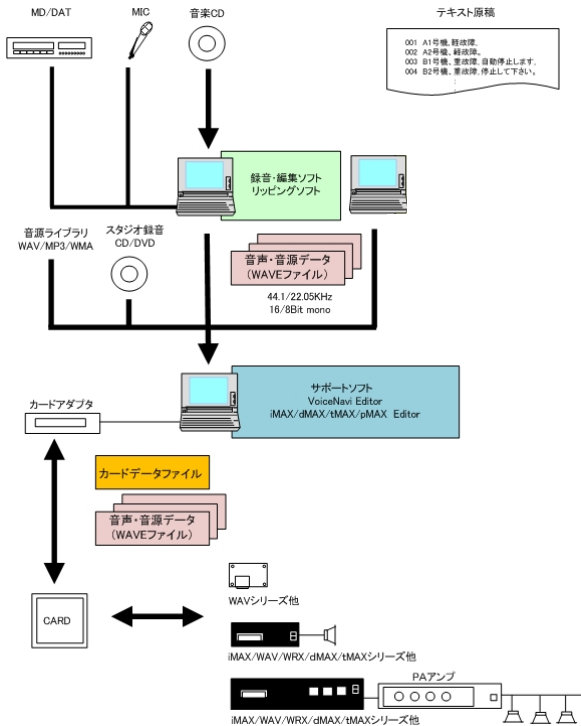 MD/DAT
MIC
音楽CD
テキスト原稿
001 A1号機、軽故障.
002 A2号機、軽故障。
003 B1号機、重故障、自動停止します.
004 B2号機、重故障、停止して下さい。
録音・編集ソフト
リッピングソフト
音源ライブラリ
WAV/MP3/WMA
スタジオ録音
CD/DVD
音声・音源データ
(WAVEファイル)
44.1/22.05KHz
16/8Bit mono
サポートソフト
VoiceNavi Editor
iMAX/dMAX/tMAX/pMAX Editor
カードアダプタ
カードデータファイル
音声・音源データ
(WAVEファイル)
CARD
WAVシリーズ他
iMAX/WAV/WRX/dMAX/tMAXシリーズ他
PAアンプ
iMAX/WAV/WRX/dMAX/tMAXシリーズ他